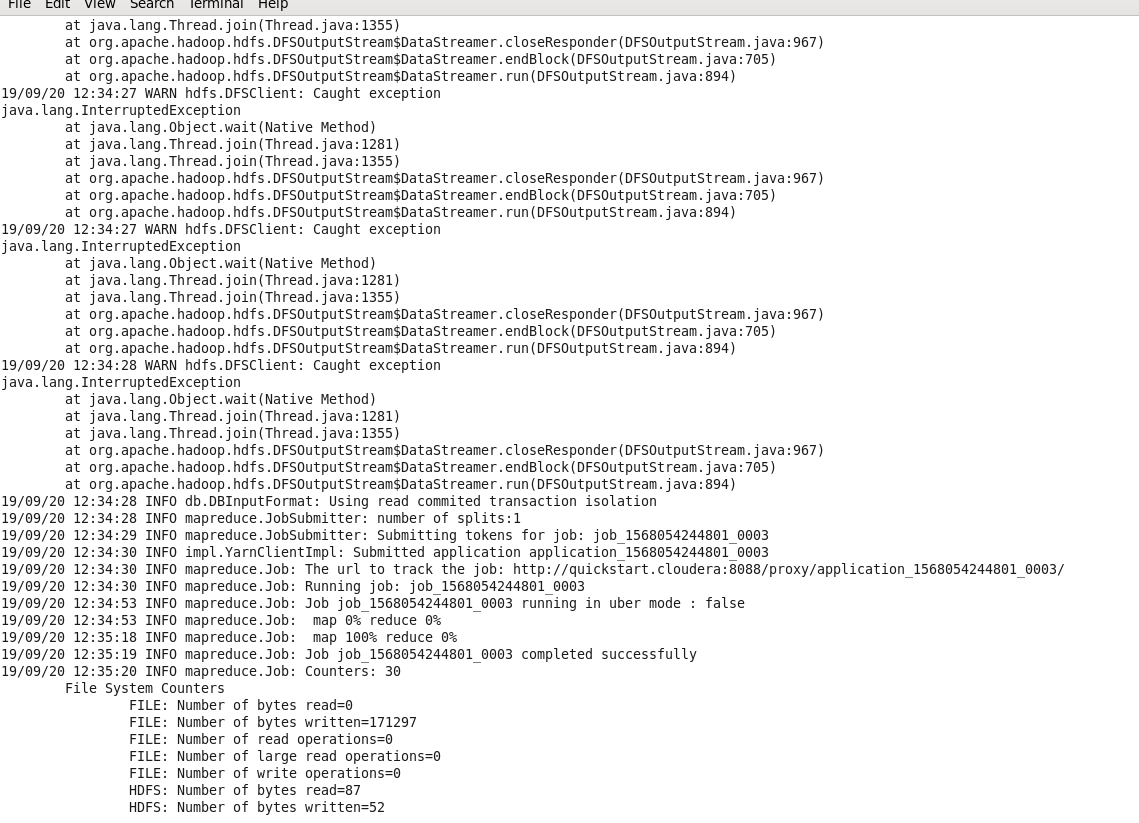 File Edit View Search Terminal Help
at java.lang.Thread.join(Thread.java:1355)
at org.apache.hadoop.hdfs.DFSOutputStream$DataStreamer.closeResponder(DFSOutputStream.java:967)
at org.apache.hadoop.hdfs.DFSOutputStream$DataStreamer.endBlock(DFSOutputStream.java:705)
at org.apache.hadoop.hdfs.DFSOutputStream$DataStreamer.run(DFSOutputStream.java:894)
19/09/20 12:34:27 WARN hdfs.DFSClient: Caught exception
java.lang.InterruptedException
at java.lang.Object.wait(Native Method)
at java.lang.Thread.join(Thread.java:1281)
at java.lang.Thread.join(Thread.java:1355)
at org.apache.hadoop.hdfs.DFSOutputStream$DataStreamer.closeResponder(DFSOutputStream.java:967)
at org.apache.hadoop.hdfs.DFSOutputStream$DataStreamer.endBlock(DFSOutputStream.java:705)
at org.apache.hadoop.hdfs.DFSOutputStream$DataStreamer.run(DFSOutputStream.java:894)
19/09/20 12:34:27 WARN hdfs.DFSClient: Caught exception
java.lang.InterruptedException
at java.lang.Object.wait(Native Method)
at java.lang.Thread.join(Thread.java:1281)
at java.lang.Thread.join(Thread.java:1355)
at org.apache.hadoop.hdfs.DFSOutputStream$DataStreamer.closeResponder(DFSOutputStream.java:967)
at org.apache.hadoop.hdfs.DFSOutputStream$DataStreamer.endBlock(DFSOutputStream.java:705)
at org.apache.hadoop.hdfs.DFSOutputStream$DataStreamer.run(DFSOutputStream.java:894)
19/09/20 12:34:28 WARN hdfs.DFSClient: Caught exception
java.lang.InterruptedException
at java.lang.Object.wait(Native Method)
at java.lang.Thread.join(Thread.java:1281)
at java.lang.Thread.join(Thread.java:1355)
at org.apache.hadoop.hdfs.DFSOutputStream$DataStreamer.closeResponder(DFSOutputStream.java:967)
at org.apache.hadoop.hdfs.DFSOutputStream$DataStreamer.endBlock(DFSOutputStream.java:705)
at org.apache.hadoop.hdfs.DFSOutputStream$DataStreamer.run(DFSOutputStream.java:894)
19/09/20 12:34:28 INFO db.DBInputFormat: Using read commited transaction isolation
19/09/20 12:34:28 INFO mapreduce.JobSubmitter: number of splits:1
19/09/20 12:34:29 INFO mapreduce.JobSubmitter: Submitting tokens for job: job_1568054244801_0003
19/09/20 12:34:30 INFO impl.YarnClientImpl: Submitted application application_1568054244801_0003
19/09/20 12:34:30 INFO mapreduce.Job: The url to track the job: http://quickstart.cloudera:8088/proxy/application_1568054244801_0003/
19/09/20 12:34:30 INFO mapreduce.Job: Running job: job_1568054244801_0003
19/09/20 12:34:53 INFO mapreduce.Job: Job job_1568054244801_0003 running in uber mode : false
19/09/20 12:34:53 INFO mapreduce.Job:  map 0% reduce 0%
19/09/20 12:35:18 INFO mapreduce.Job:  map 100% reduce 0%
19/09/20 12:35:19 INFO mapreduce.Job: Job job_1568054244801_0003 completed successfully
19/09/20 12:35:20 INFO mapreduce.Job: Counters: 30
File System Counters
FILE: Number of bytes read=0
FILE: Number of bytes written=171297
FILE: Number of read operations=0
FILE: Number of large read operations=0
FILE: Number of write operations=0
HDFS: Number of bytes read=87
HDFS: Number of bytes written=52